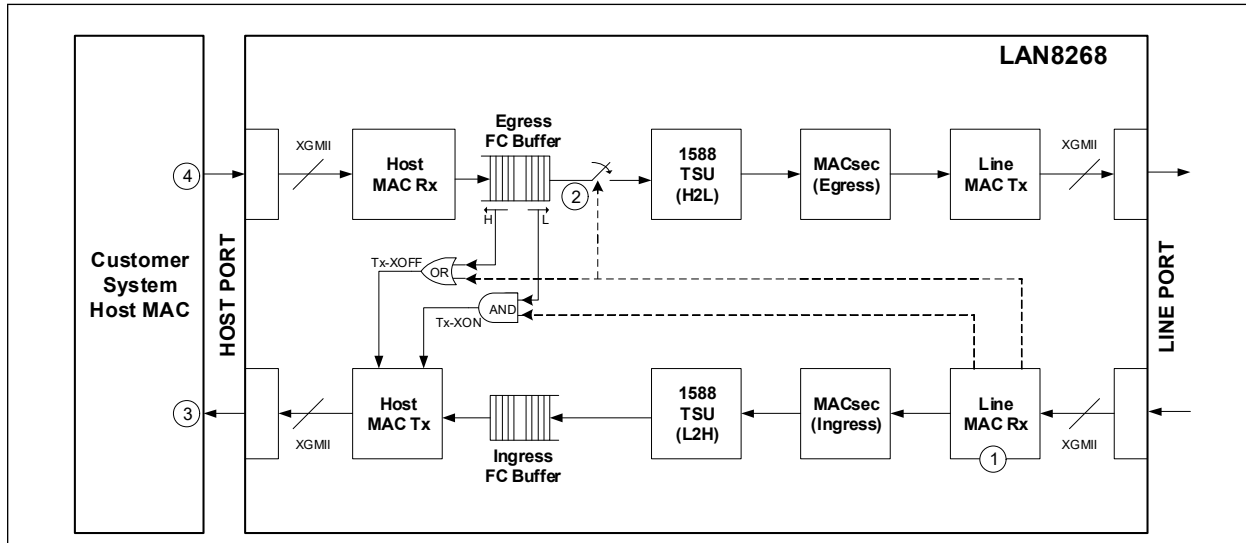 LAN8268
Customer
System
Host MAC
HOST PORT
4
XGMII
Host
MAC Rx
Egress
FC Buffer
H
L
2
1588
TSU
(H2L)
MACsec
(Egress)
Line
MAC Tx
XGMII
LINE PORT
Tx-XOFF
OR
Tx-XON
AND
3
XGMII
Host
MAC Tx
Ingress
FC Buffer
1588
TSU
(L2H)
MACsec
(Ingress)
Line
MAC Rx
1
XGMII